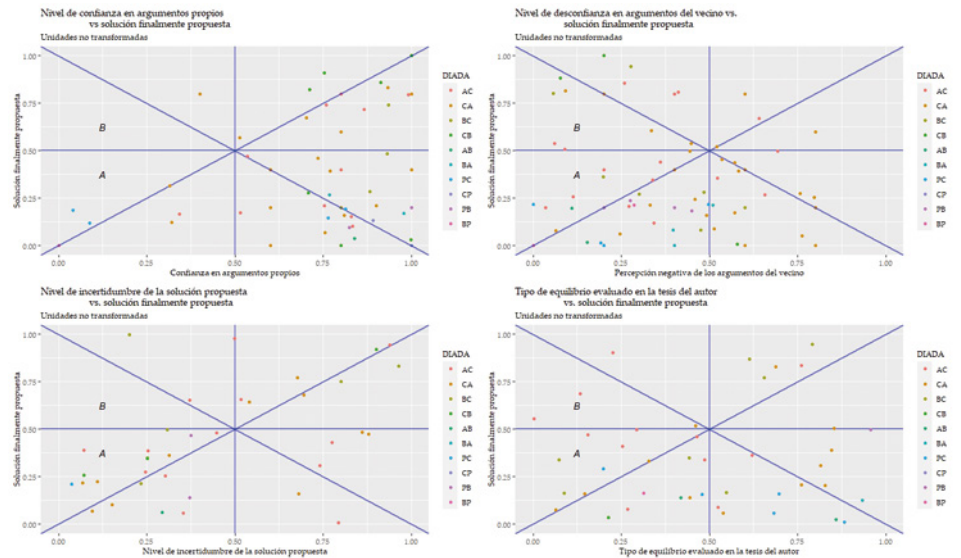 Nivel de confianza en argumentos propios
vs solución finalmente propuesta
Unidades no transformadas
Solución finalmente propuesta
1.00
0.75
0.50
0.25
0.00
B
A
0.00
0.25
0.50
0.75
1.00
Confianza en argumentos propios
DIADA
AC
CA
BC
CB
AB
BA
PC
CP
PB
BP
Nivel de desconfianza en argumentos del vecino vs.
solución finalmente propuesta
Unidades no transformadas
Solución finalmente propuesta
1.00
0.75
0.50
0.25
0.00
B
A
0.00
0.25
0.50
0.75
1.00
Percepción negativa de los argumentos del vecino
DIADA
AC
CA
BC
CB
AB
BA
PC
CP
PB
BP
Nivel de incertidumbre de la solución propuesta
vs. solución finalmente propuesta
Unidades no transformadas
Solución finalmente propuesta
1.00
0.75
0.50
0.25
0.00
B
A
0.00
0.25
0.50
0.75
1.00
Nivel de incertidumbre de la solución propuesta
DIADA
AC
CA
BC
CB
AB
BA
PC
CP
PB
BP
Tipo de equilibrio evaluado en la tesis del autor
vs. solución finalmente propuesta
Unidades no transformadas
Solución finalmente propuesta
1.00
0.75
0.50
0.25
0.00
B
A
0.00
0.25
0.50
0.75
1.00
Tipo de equilibrio evaluado en la tesis del autor
DIADA
AC
CA
BC
CB
AB
BA
PC
CP
PB
BP